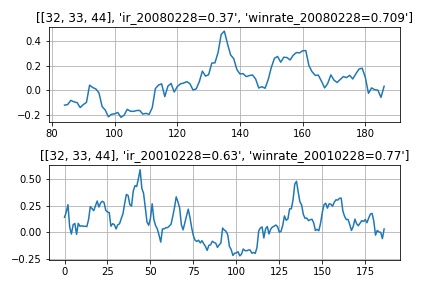 [[32, 33, 44], 'ir_20080228=0.37', 'winrate_20080228=0.709']
0.4
0.2
0.0
−0.2
80 100 120 140 160 180
[[32, 33, 44], 'ir_20010228=0.63', 'winrate_20010228=0.77']
0.50
0.25
0.00
−0.25
0 25 50 75 100 125 150 175